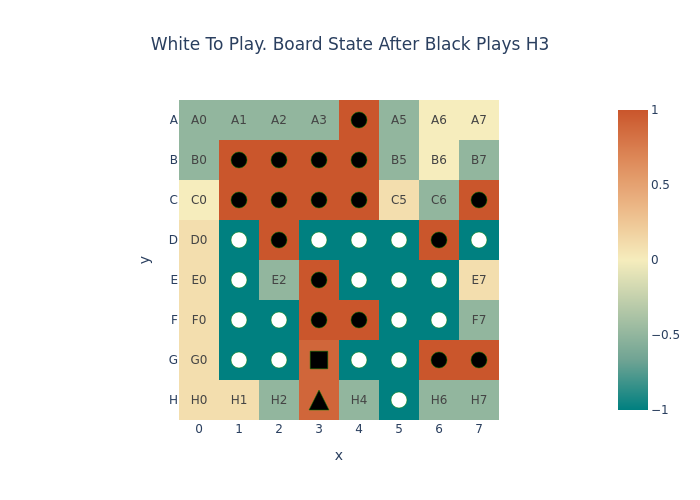 White To Play. Board State After Black Plays H3
A A0 A1 A2 A3 A5 A6 A7
B B0 B5 B6 B7
C C0 C5 C6
D D0
E E0 E2 E7
F F0 F7
G G0
H H0 H1 H2 H4 H6 H7
0 1 2 3 4 5 6 7
x
y
1
0.5
0
−0.5
−1